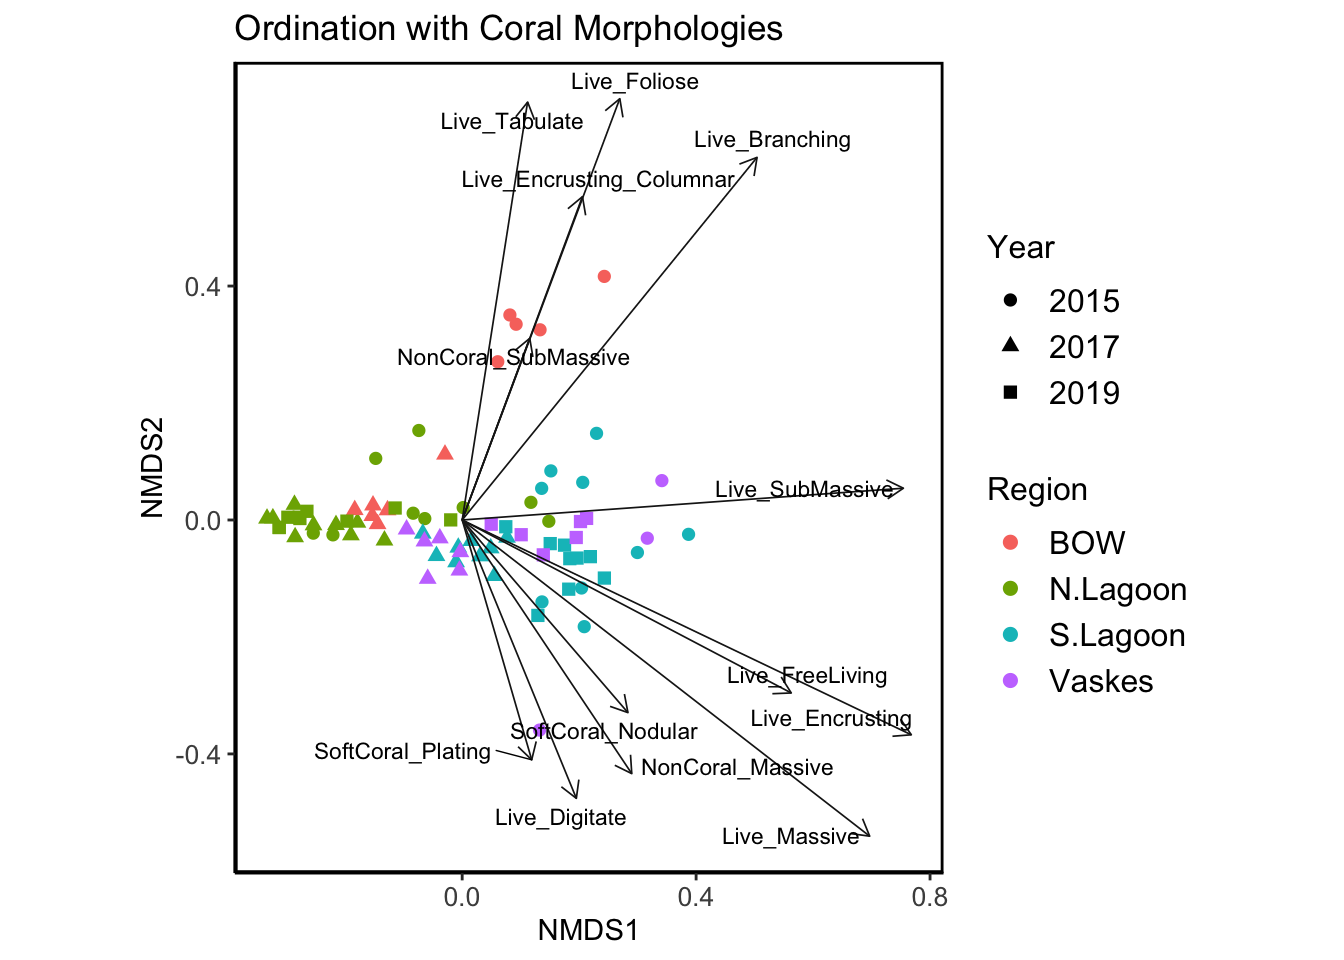 Ordination with Coral Morphologies
Live_Foliose
Live_Tabulate
Live_Branching
Live_Encrusting_Columnar
NonCoral_SubMassive
Live_SubMassive
Live_FreeLiving
Live_Encrusting
SoftCoral_Nodular
SoftCoral_Plating
NonCoral_Massive
Live_Digitate
Live_Massive
0.4
0.0
-0.4
NMDS2
0.0
0.4
0.8
NMDS1
Year
2015
2017
2019
Region
BOW
N.Lagoon
S.Lagoon
Vaskes